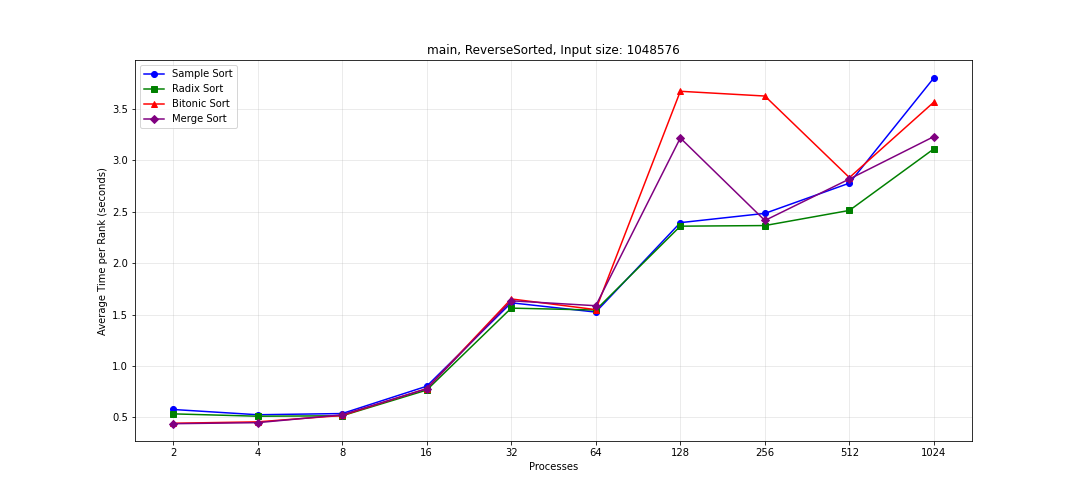 main, ReverseSorted, Input size: 1048576
Sample Sort
Radix Sort
Bitonic Sort
Merge Sort
Average Time per Rank (seconds)
3.5
3.0
2.5
2.0
1.5
1.0
0.5
2 4 8 16 32 64 128 256 512 1024
Processes